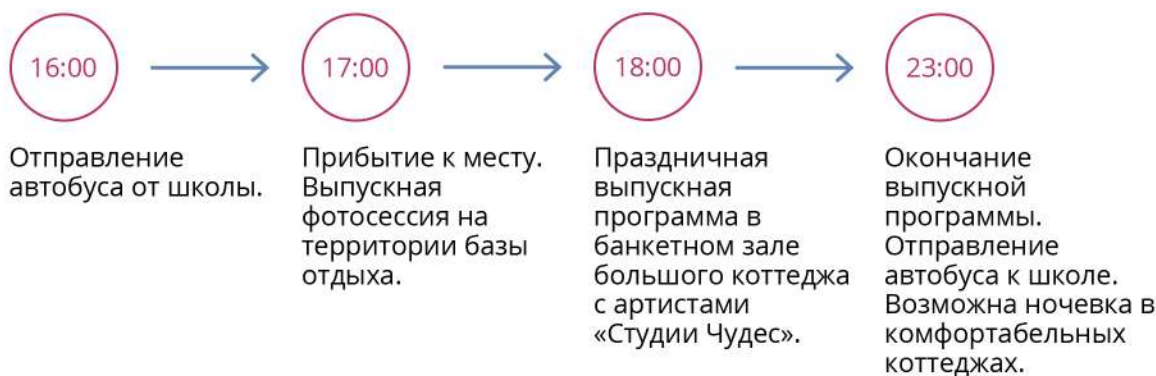 16:00
17:00
18:00
23:00
Отправление
автобуса от школы.
Прибытие к месту.
Выпускная
фотосессия на
территории базы
отдыха.
Праздничная
выпускная
программа в
банкетном зале
большого коттеджа
с артистами
«Студии Чудес».
Окончание
выпускной
программы.
Отправление
автобуса к школе.
Возможна ночевка в
комфортабельных
коттеджах.